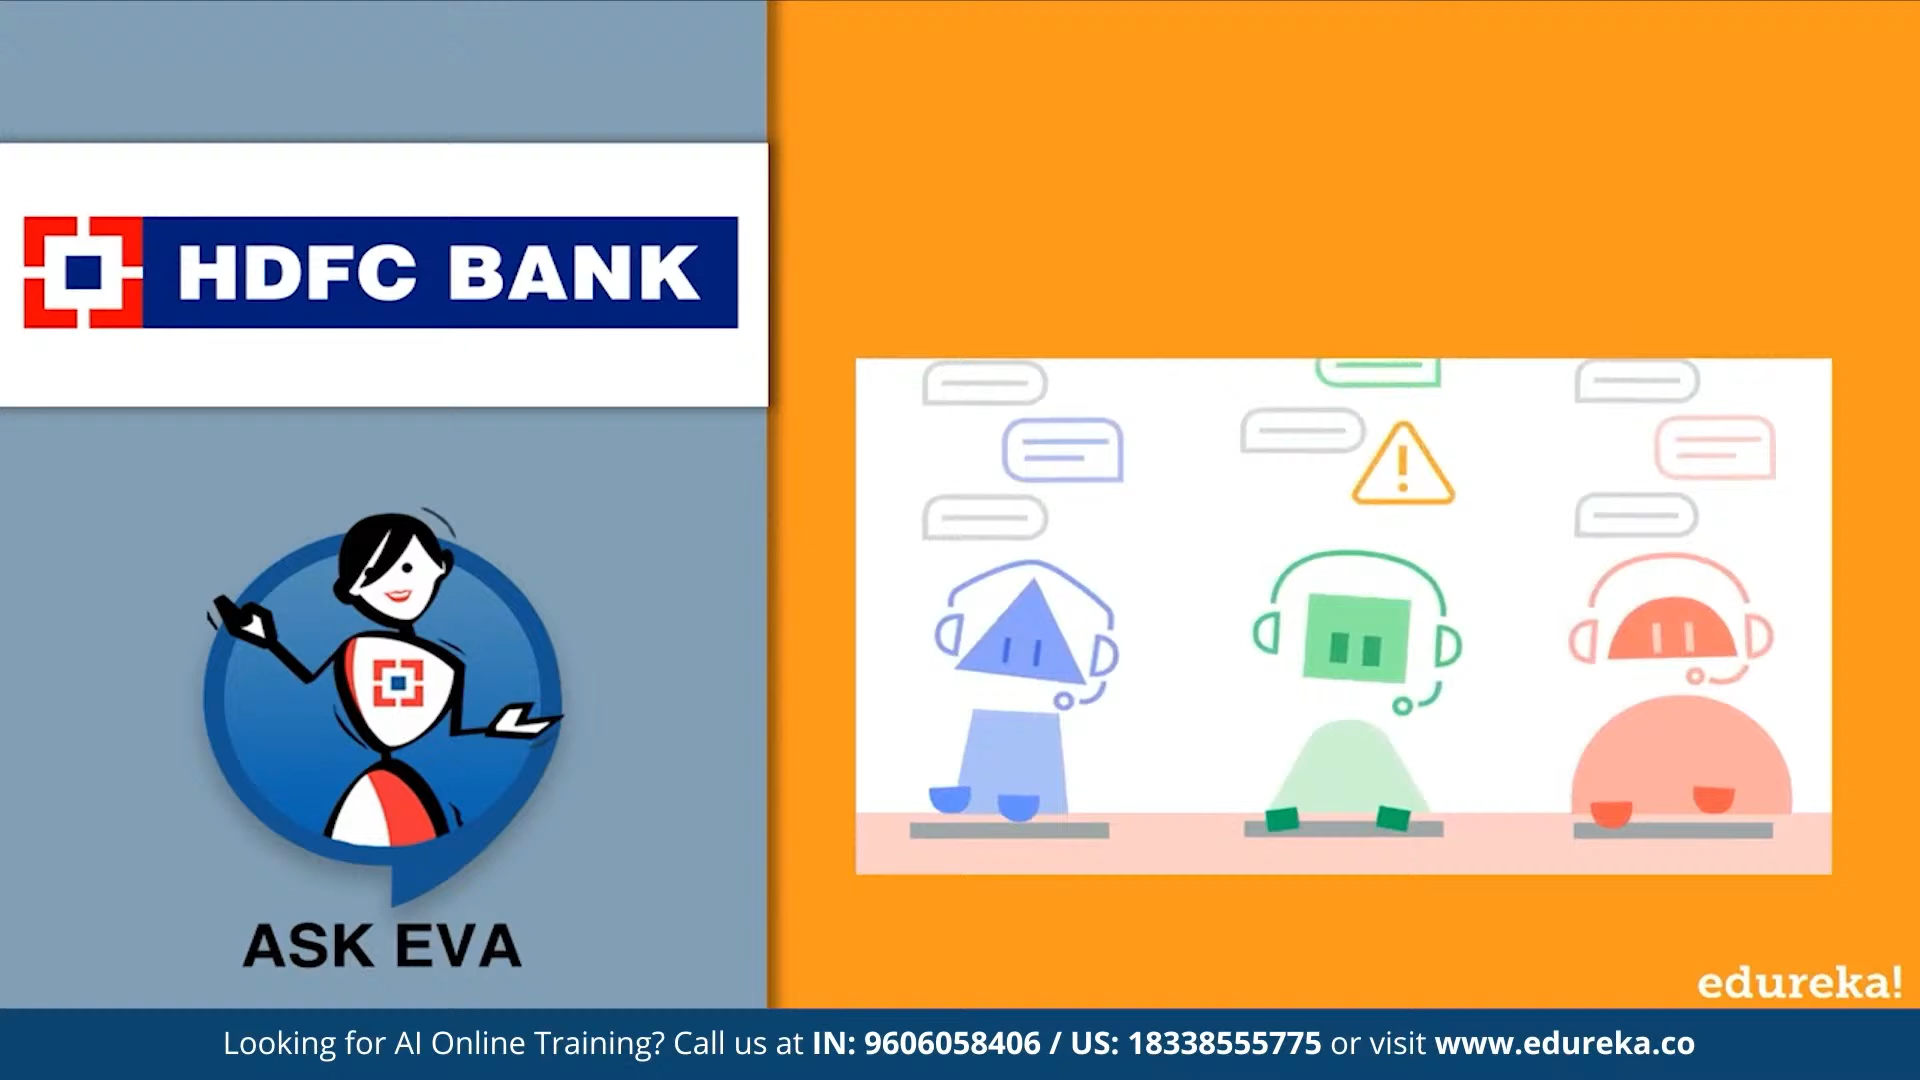 HDFC BANK
ASK EVA
edureka!
Looking for AI Online Training? Call us at IN: 9606058406 / US: 18338555775 or visit www.edureka.co